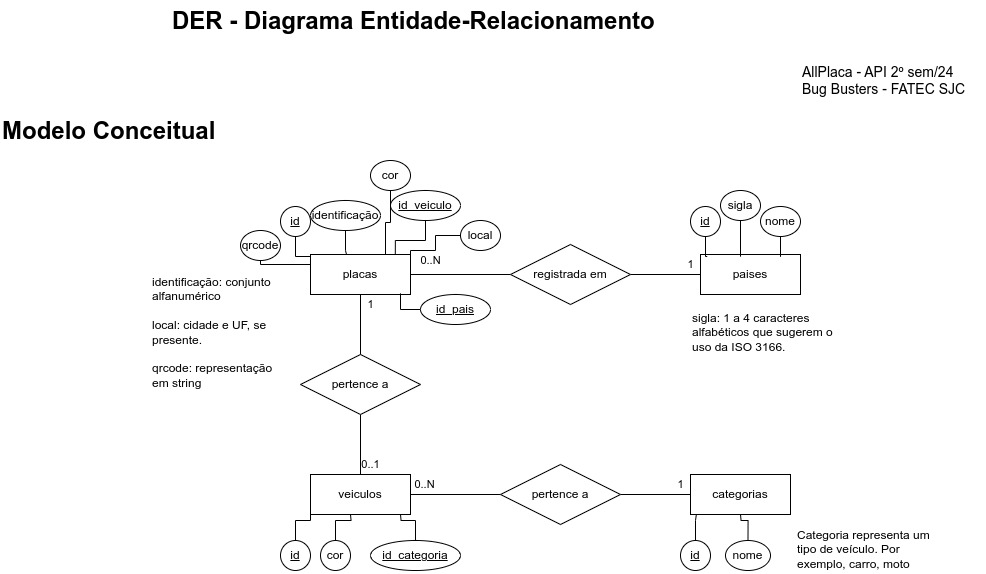 DER - Diagrama Entidade-Relacionamento
AllPlaca - API 2º sem/24
Bug Busters - FATEC SJC
Modelo Conceitual
cor
id
identificação
id_veiculo
qrcode
local
id
sigla
nome
placas
0..N
registrada em
1
paises
1
id_pais
identificação: conjunto
alfanumérico
local: cidade e UF, se
presente.
qrcode: representação
em string
sigla: 1 a 4 caracteres
alfabéticos que sugerem o
uso da ISO 3166.
pertence a
0..1
veiculos
0..N
pertence a
1
categorias
id
cor
id_categoria
id
nome
Categoria representa um
tipo de veículo. Por
exemplo, carro, moto